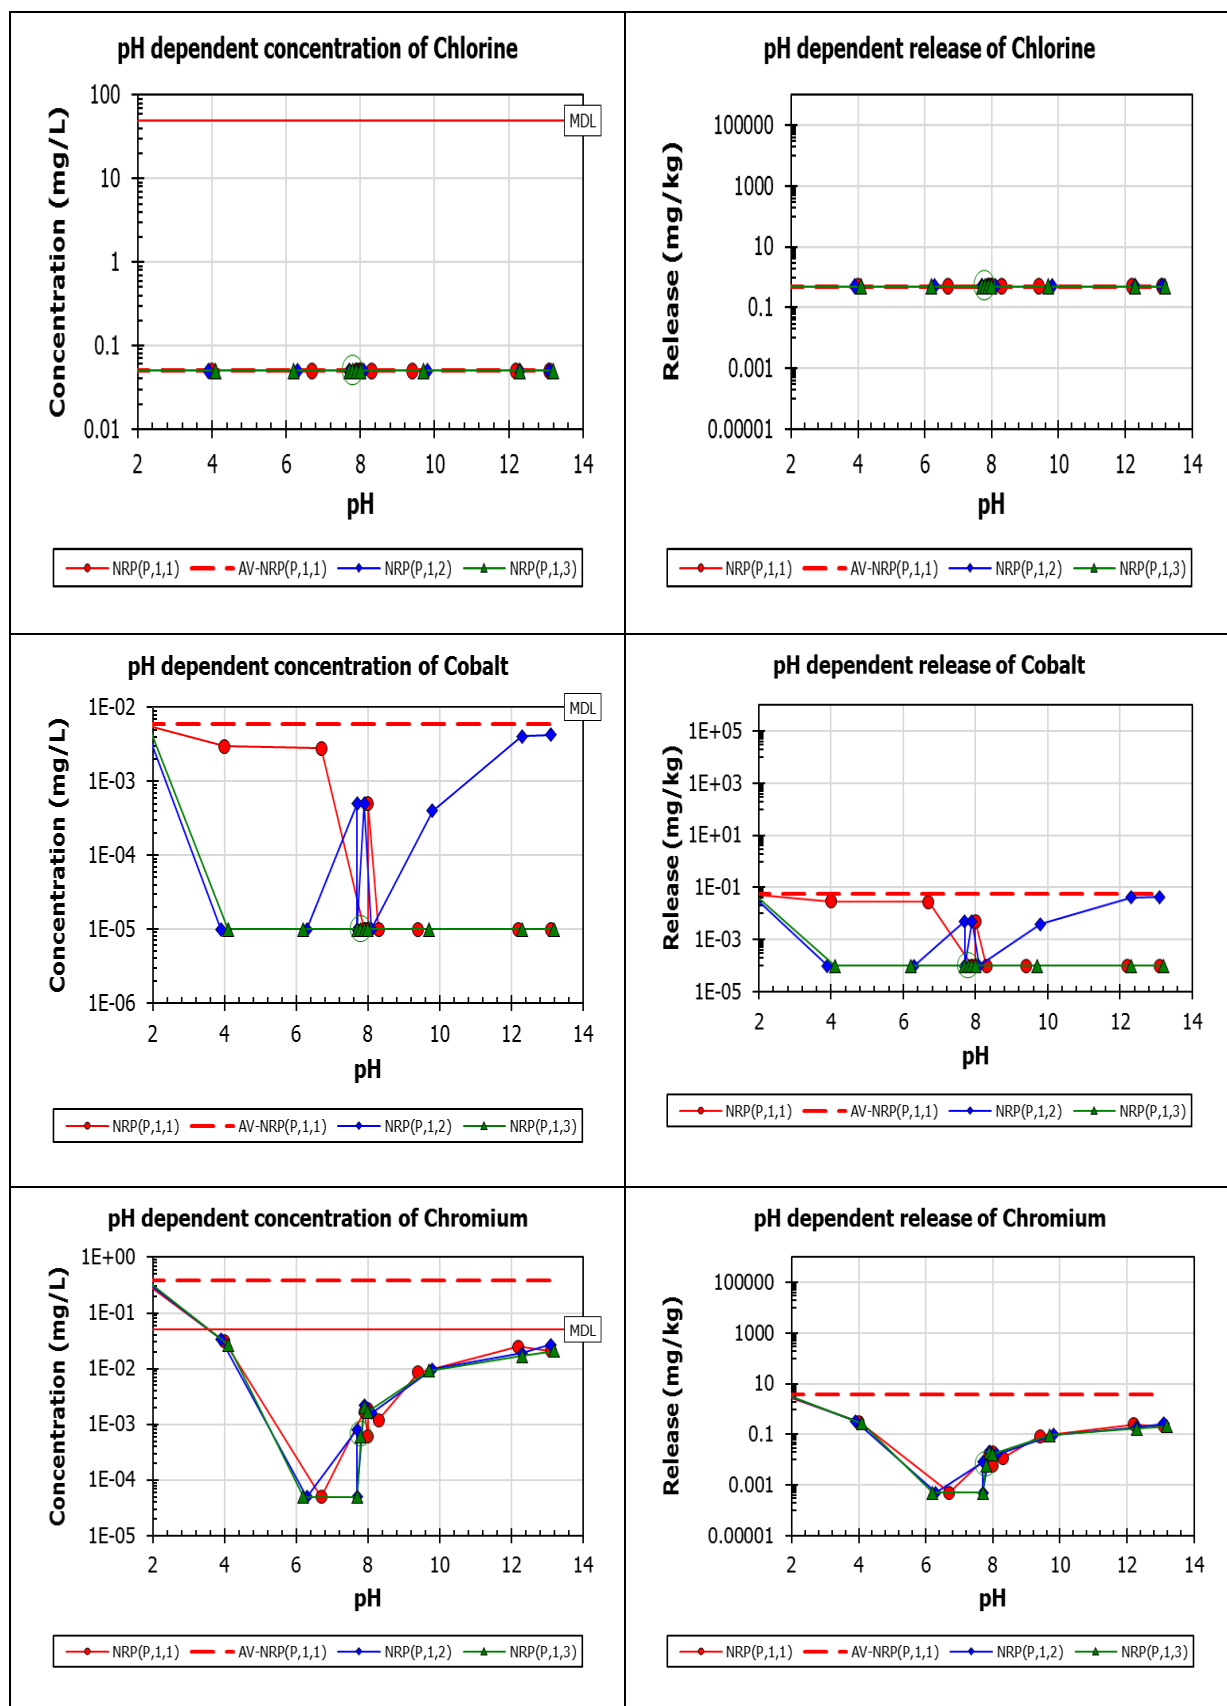 pH dependent concentration of Chlorine
Concentration (mg/L)
100
10
1
0.1
0.01
MDL
2 4 6 8 10 12 14
pH
NRP(P,1,1) AV-NRP(P,1,1) NRP(P,1,2) NRP(P,1,3)
pH dependent release of Chlorine
Release (mg/kg)
100000
1000
10
0.1
0.001
0.00001
2 4 6 8 10 12 14
pH
NRP(P,1,1) AV-NRP(P,1,1) NRP(P,1,2) NRP(P,1,3)
pH dependent concentration of Cobalt
Concentration (mg/L)
1E-02
1E-03
1E-04
1E-05
1E-06
MDL
2 4 6 8 10 12 14
pH
NRP(P,1,1) AV-NRP(P,1,1) NRP(P,1,2) NRP(P,1,3)
pH dependent release of Cobalt
Release (mg/kg)
1E+05
1E+03
1E+01
1E-01
1E-03
1E-05
2 4 6 8 10 12 14
pH
NRP(P,1,1) AV-NRP(P,1,1) NRP(P,1,2) NRP(P,1,3)
pH dependent concentration of Chromium
Concentration (mg/L)
1E+00
1E-01
1E-02
1E-03
1E-04
1E-05
MDL
2 4 6 8 10 12 14
pH
NRP(P,1,1) AV-NRP(P,1,1) NRP(P,1,2) NRP(P,1,3)
pH dependent release of Chromium
Release (mg/kg)
100000
1000
10
0.1
0.001
0.00001
2 4 6 8 10 12 14
pH
NRP(P,1,1) AV-NRP(P,1,1) NRP(P,1,2) NRP(P,1,3)